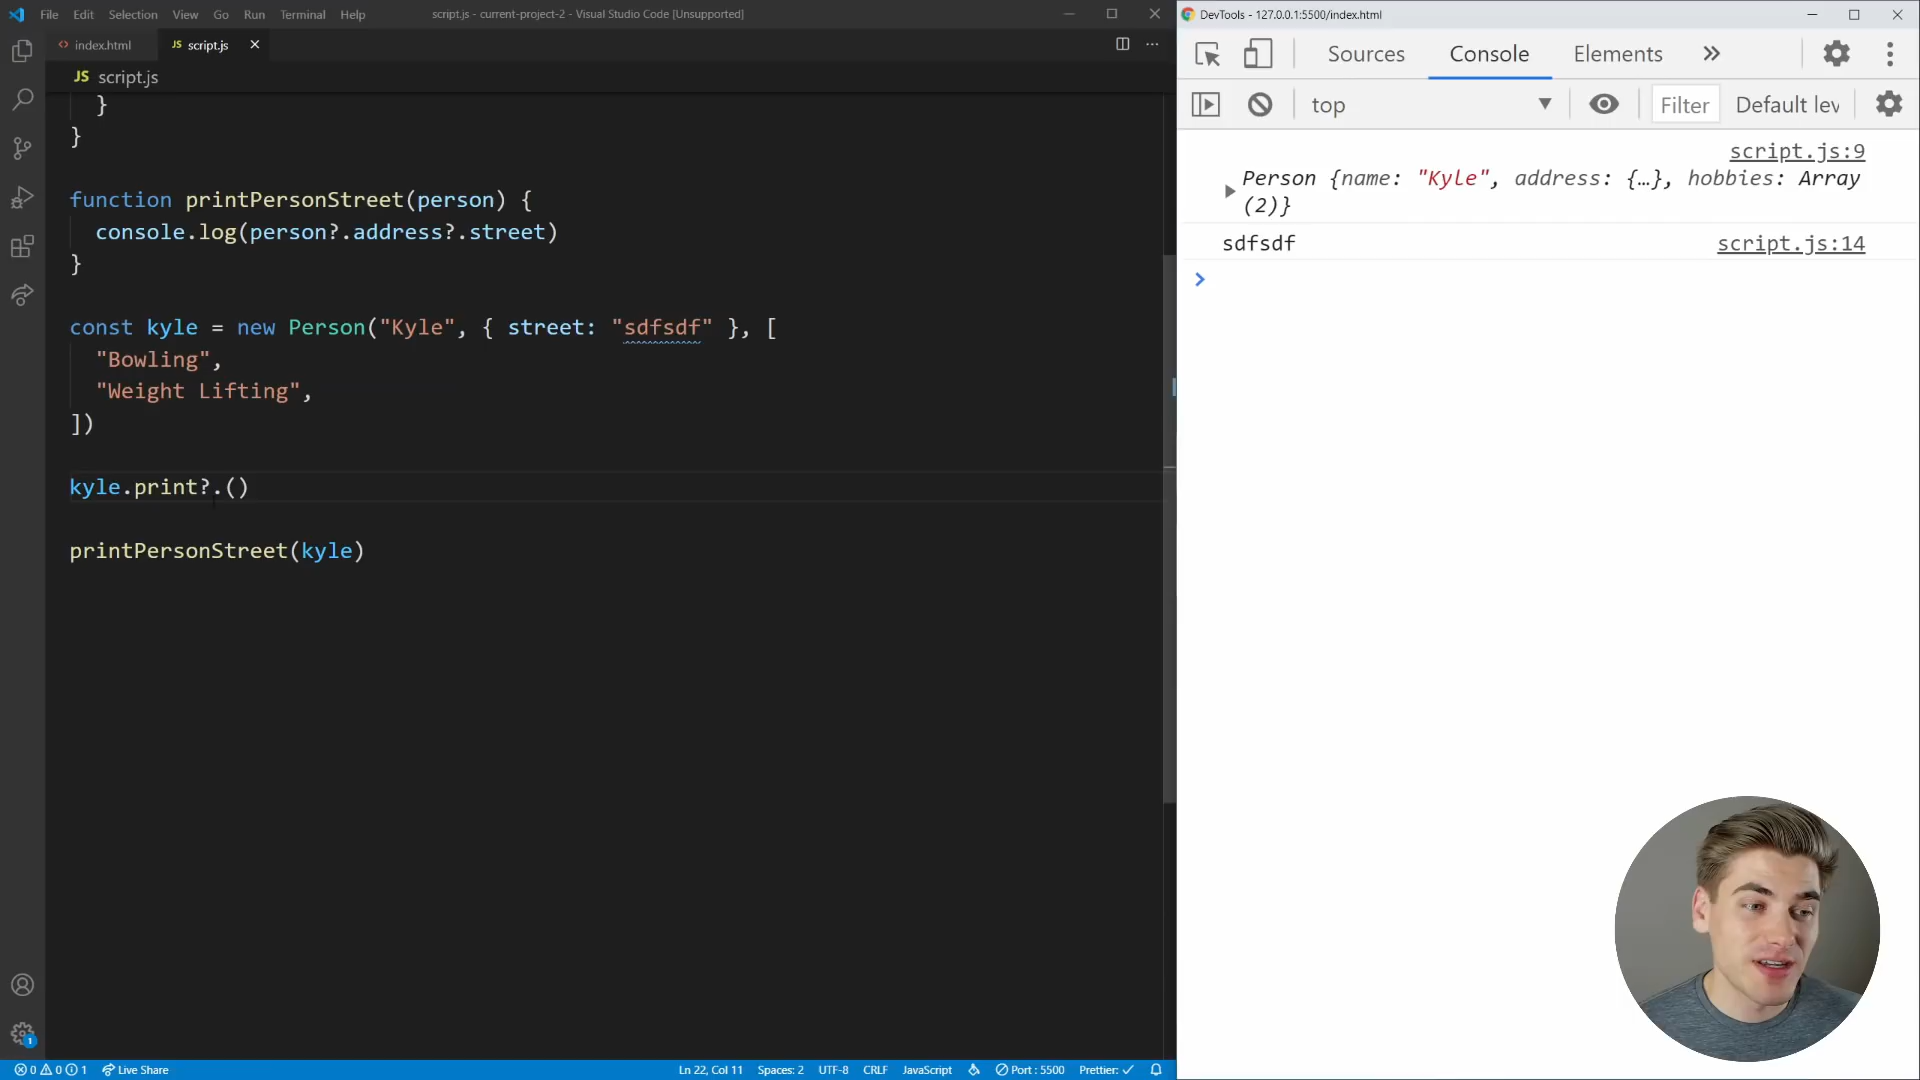 File Edit Selection View Go Run Terminal Help
script.js - current-project-2 - Visual Studio Code [Unsupported]
index.html
JS script.js
JS script.js
}
}
function printPersonStreet(person) {
console.log(person?.address?.street)
}
const kyle = new Person("Kyle", { street: "sdfsdf" }, [
"Bowling",
"Weight Lifting",
])
kyle.print?.()
printPersonStreet(kyle)
1
0 0 1 Live Share
Ln 22, Col 11 Spaces: 2 UTF-8 CRLF JavaScript Port : 5500 Prettier: ✓
DevTools - 127.0.0.1:5500/index.html
Sources Console Elements »
top ▼ Filter Default lev
script.js:9
Person {name: "Kyle", address: {…}, hobbies: Array
(2)}
sdfsdf script.js:14